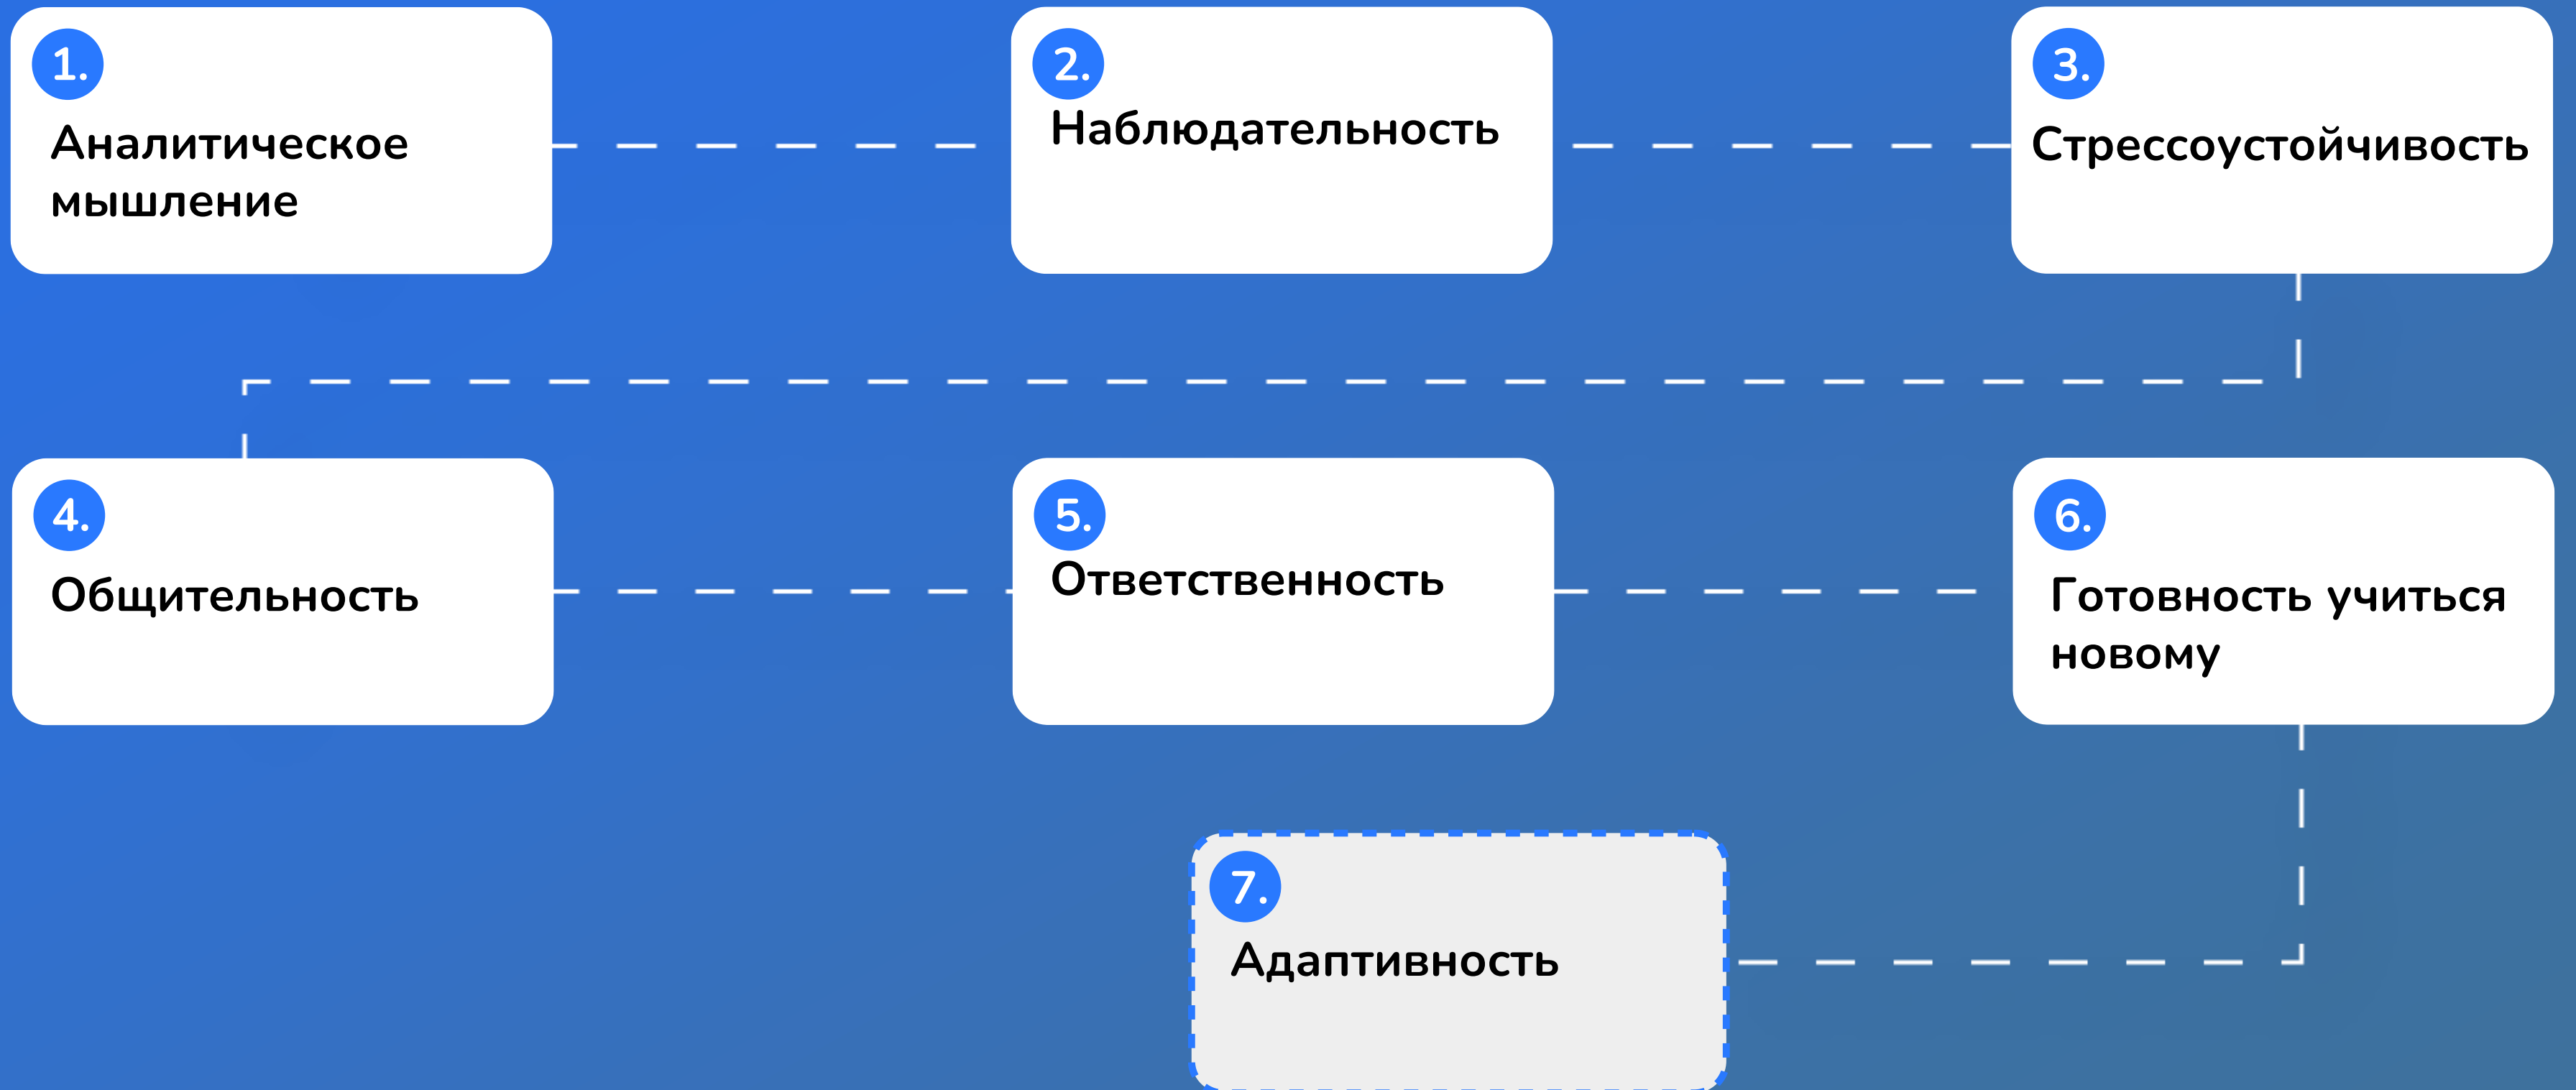 1.
Аналитическое
мышление
2.
Наблюдательность
3.
Стрессоустойчивость
4.
Общительность
5.
Ответственность
6.
Готовность учиться
новому
7.
Адаптивность